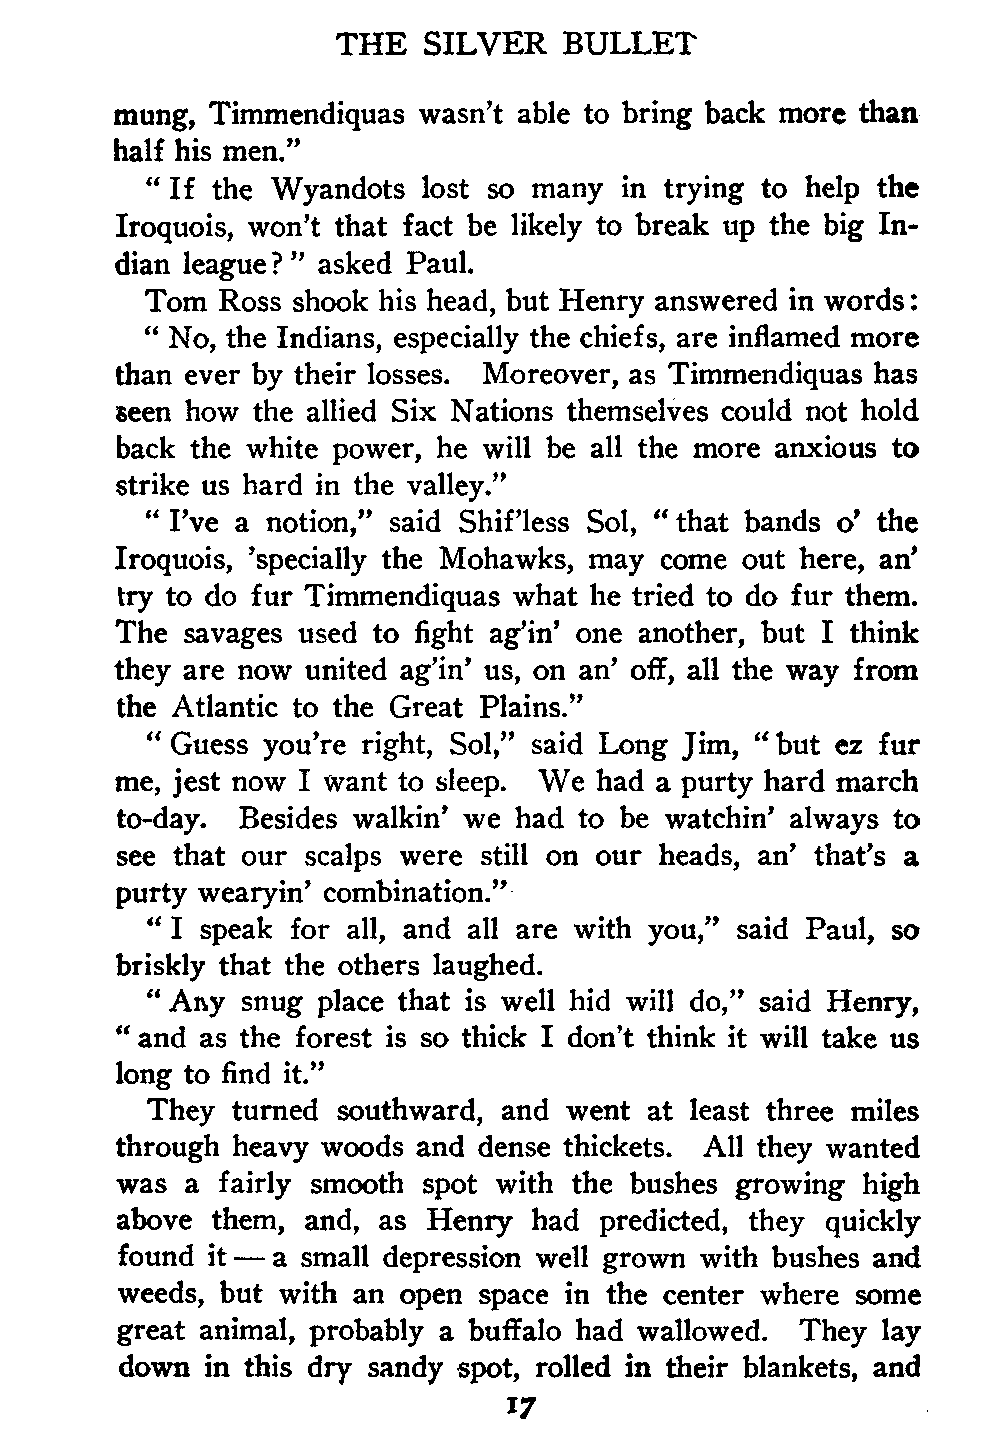 THE SILVER BULLET
mung, Timmendiquas wasn't able to bring back more than
half his men."
"If the Wyandots lost so many in trying to help the
Iroquois, won't that fact be likely to break up the big In-
dian league?" asked Paul.
Tom Ross shook his head, but Henry answered in words:
"No, the Indians, especially the chiefs, are inflamed more
than ever by their losses. Moreover, as Timmendiquas has
seen how the allied Six Nations themselves could not hold
back the white power, he will be all the more anxious to
strike us hard in the valley."
"I've a notion," said Shif'less Sol, "that bands o' the
Iroquois, 'specially the Mohawks, may come out here, an'
try to do fur Timmendiquas what he tried to do fur them.
The savages used to fight ag'in' one another, but I think
they are now united ag'in' us, on an' off, all the way from
the Atlantic to the Great Plains."
"Guess you're right, Sol," said Long Jim, "but ez fur
me, jest now I want to sleep. We had a purty hard march
to-day. Besides walkin' we had to be watchin' always to
see that our scalps were still on our heads, an' that's a
purty wearyin' combination."
"I speak for all, and all are with you," said Paul, so
briskly that the others laughed.
"Any snug place that is well hid will do," said Henry,
"and as the forest is so thick I don't think it will take us
long to find it."
They turned southward, and went at least three miles
through heavy woods and dense thickets. All they wanted
was a fairly smooth spot with the bushes growing high
above them, and, as Henry had predicted, they quickly
found it — a small depression well grown with bushes and
weeds, but with an open space in the center where some
great animal, probably a buffalo had wallowed. They lay
down in this dry sandy spot, rolled in their blankets, and
17